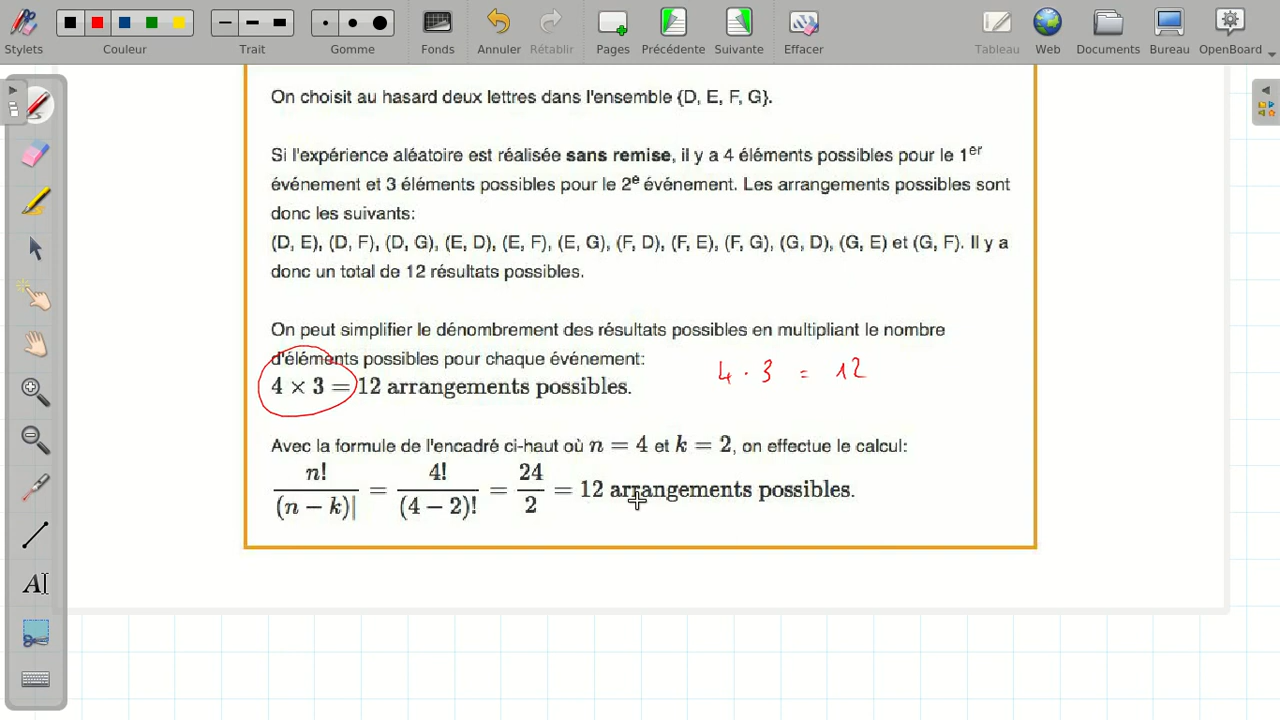 Stylets Couleur Trait Gomme Fonds Annuler Rétablir Pages Précédente Suivante Effacer Tableau Web Documents Bureau OpenBoard
On choisit au hasard deux lettres dans l'ensemble {D, E, F, G}.
Si l'expérience aléatoire est réalisée sans remise, il y a 4 éléments possibles pour le 1er
événement et 3 éléments possibles pour le 2e événement. Les arrangements possibles sont
donc les suivants:
(D, E), (D, F), (D, G), (E, D), (E, F), (E, G), (F, D), (F, E), (F, G), (G, D), (G, E) et (G, F). Il y a
donc un total de 12 résultats possibles.
On peut simplifier le dénombrement des résultats possibles en multipliant le nombre
d'éléments possibles pour chaque événement:
4 × 3 = 12 arrangements possibles.
4 · 3 = 12
Avec la formule de l'encadré ci-haut où n = 4 et k = 2, on effectue le calcul:
n!/(n − k)| = 4!/(4 − 2)! = 24/2 = 12 arrangements possibles.
A